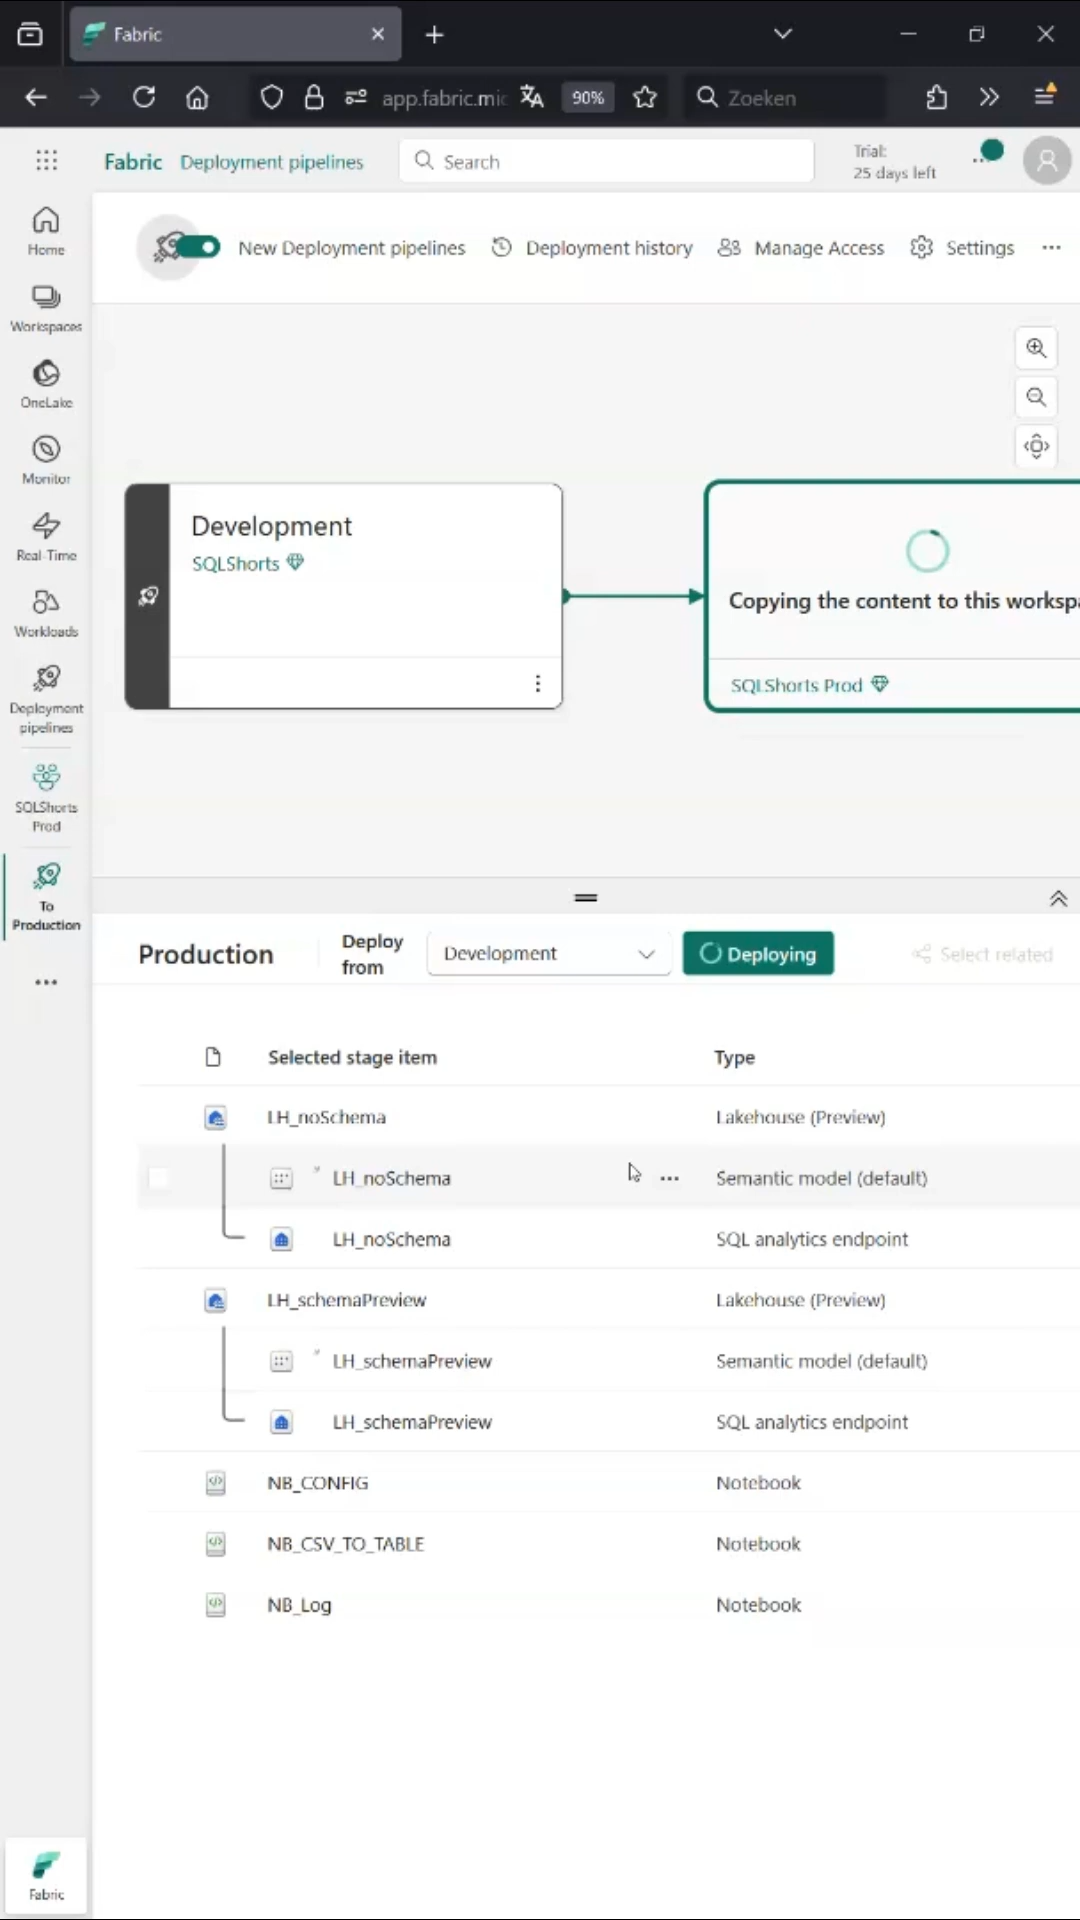 Fabric
app.fabric.mic
90%
Zoeken
Fabric
Deployment pipelines
Search
Trial:
25 days left
Home
Workspaces
OneLake
Monitor
Real-Time
Workloads
Deployment
pipelines
SQLShorts
Prod
To
Production
New Deployment pipelines
Deployment history
Manage Access
Settings
Development
SQLShorts
Copying the content to this workspa
SQLShorts Prod
Production
Deploy
from
Development
Deploying
Select related
Selected stage item
Type
LH_noSchema
Lakehouse (Preview)
LH_noSchema
Semantic model (default)
LH_noSchema
SQL analytics endpoint
LH_schemaPreview
Lakehouse (Preview)
LH_schemaPreview
Semantic model (default)
LH_schemaPreview
SQL analytics endpoint
NB_CONFIG
Notebook
NB_CSV_TO_TABLE
Notebook
NB_Log
Notebook
Fabric